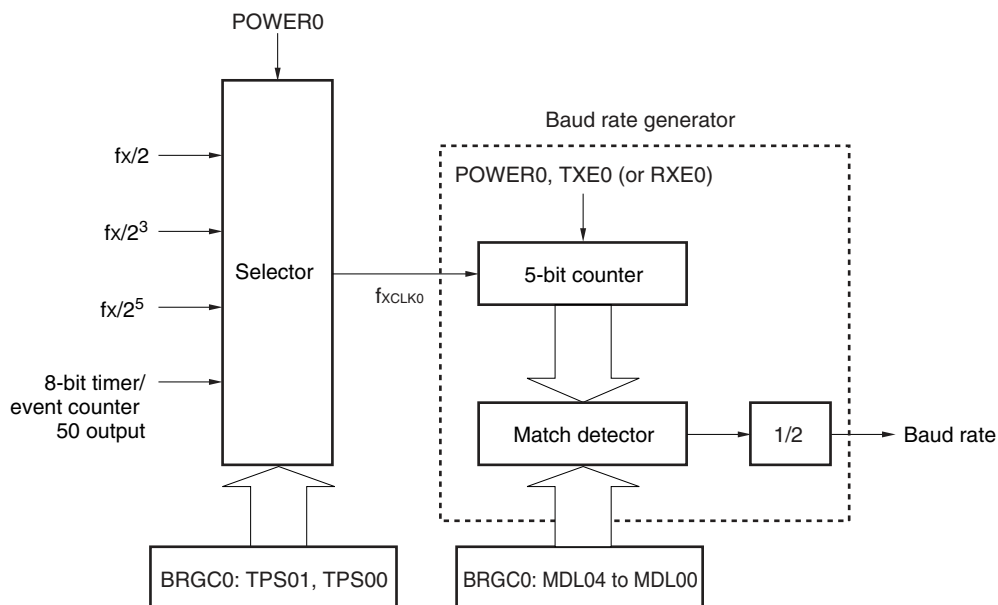 POWER0
Baud rate generator
fx/2
POWER0, TXE0 (or RXE0)
fx/2³
Selector
5-bit counter
fXCLK0
fx/2⁵
8-bit timer/
event counter
50 output
Match detector
1/2
Baud rate
BRGC0: TPS01, TPS00
BRGC0: MDL04 to MDL00